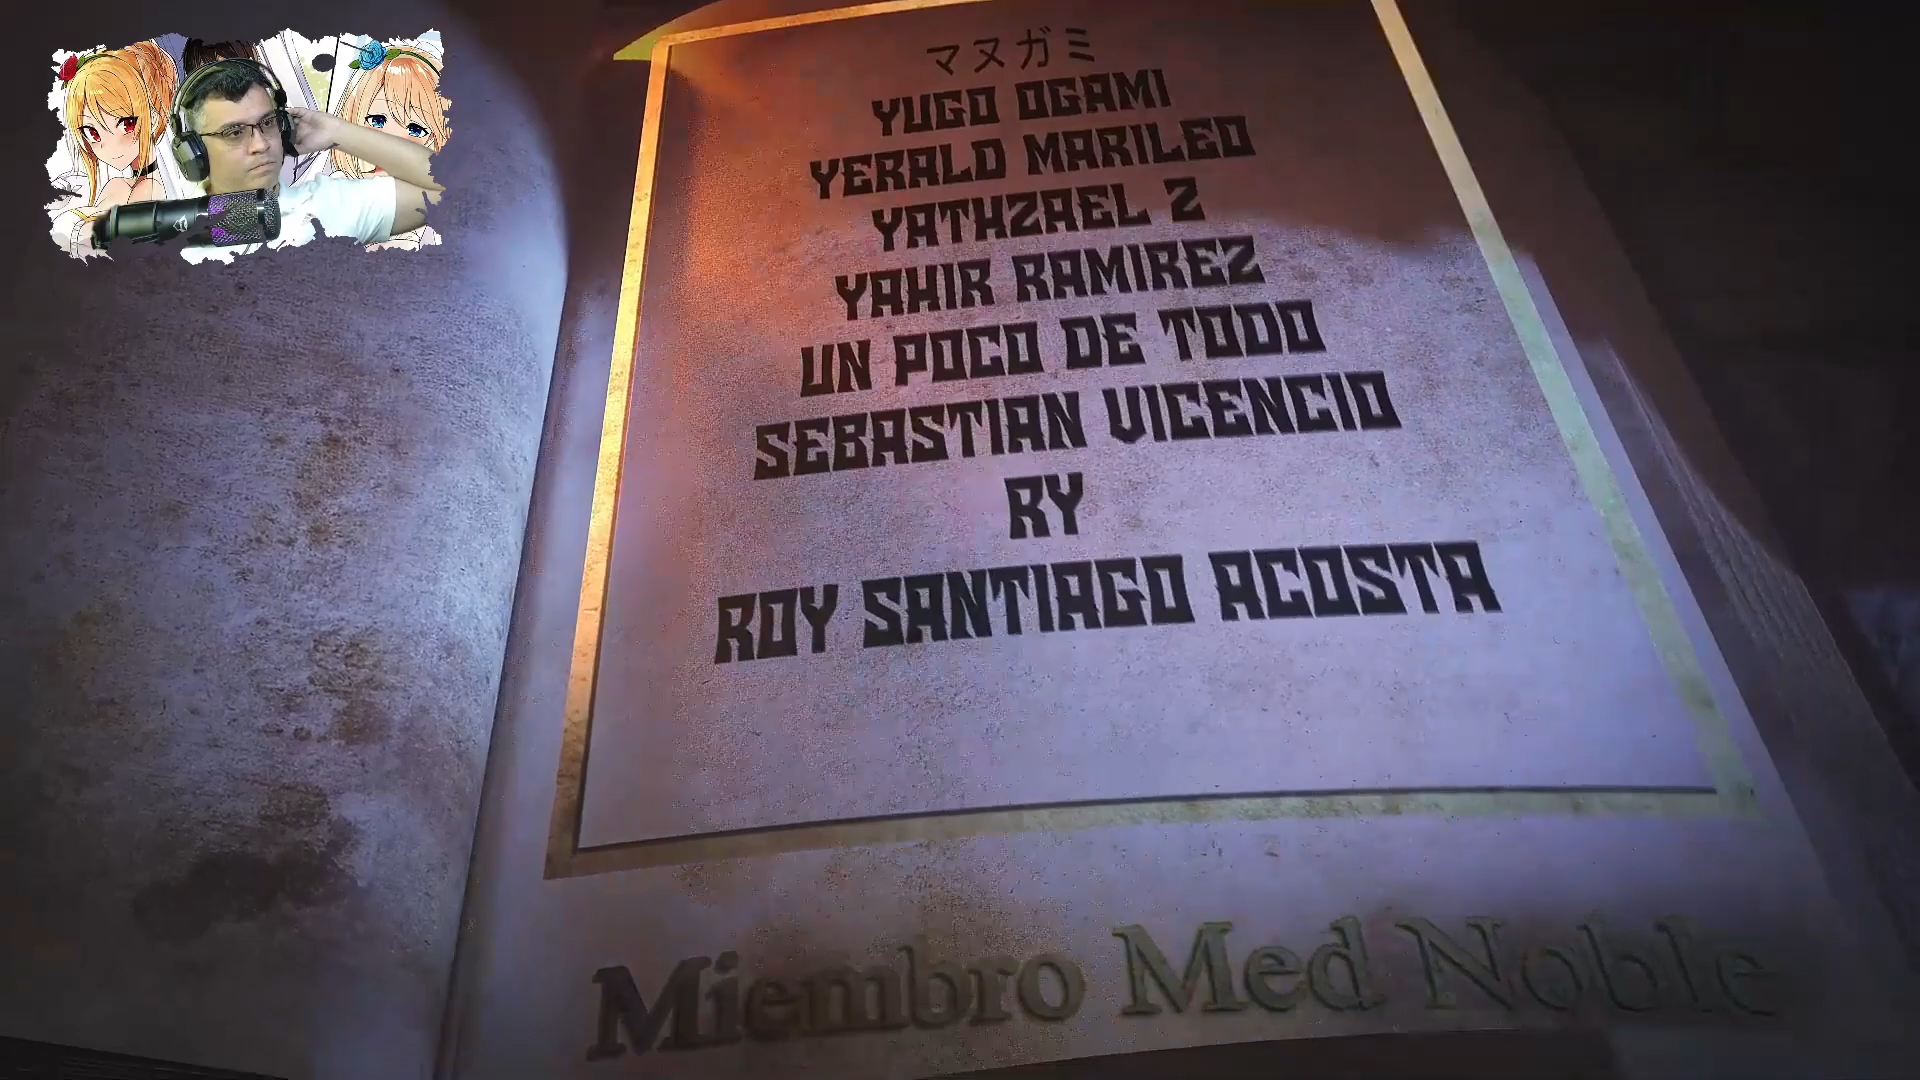 マヌガミ
YUGO OGAMI
YERALD MARILEO
YATHZAEL Z
YAHIR RAMIREZ
UN POCO DE TODO
SEBASTIAN VICENCIO
RY
ROY SANTIAGO ACOSTA
Miembro Med Noble